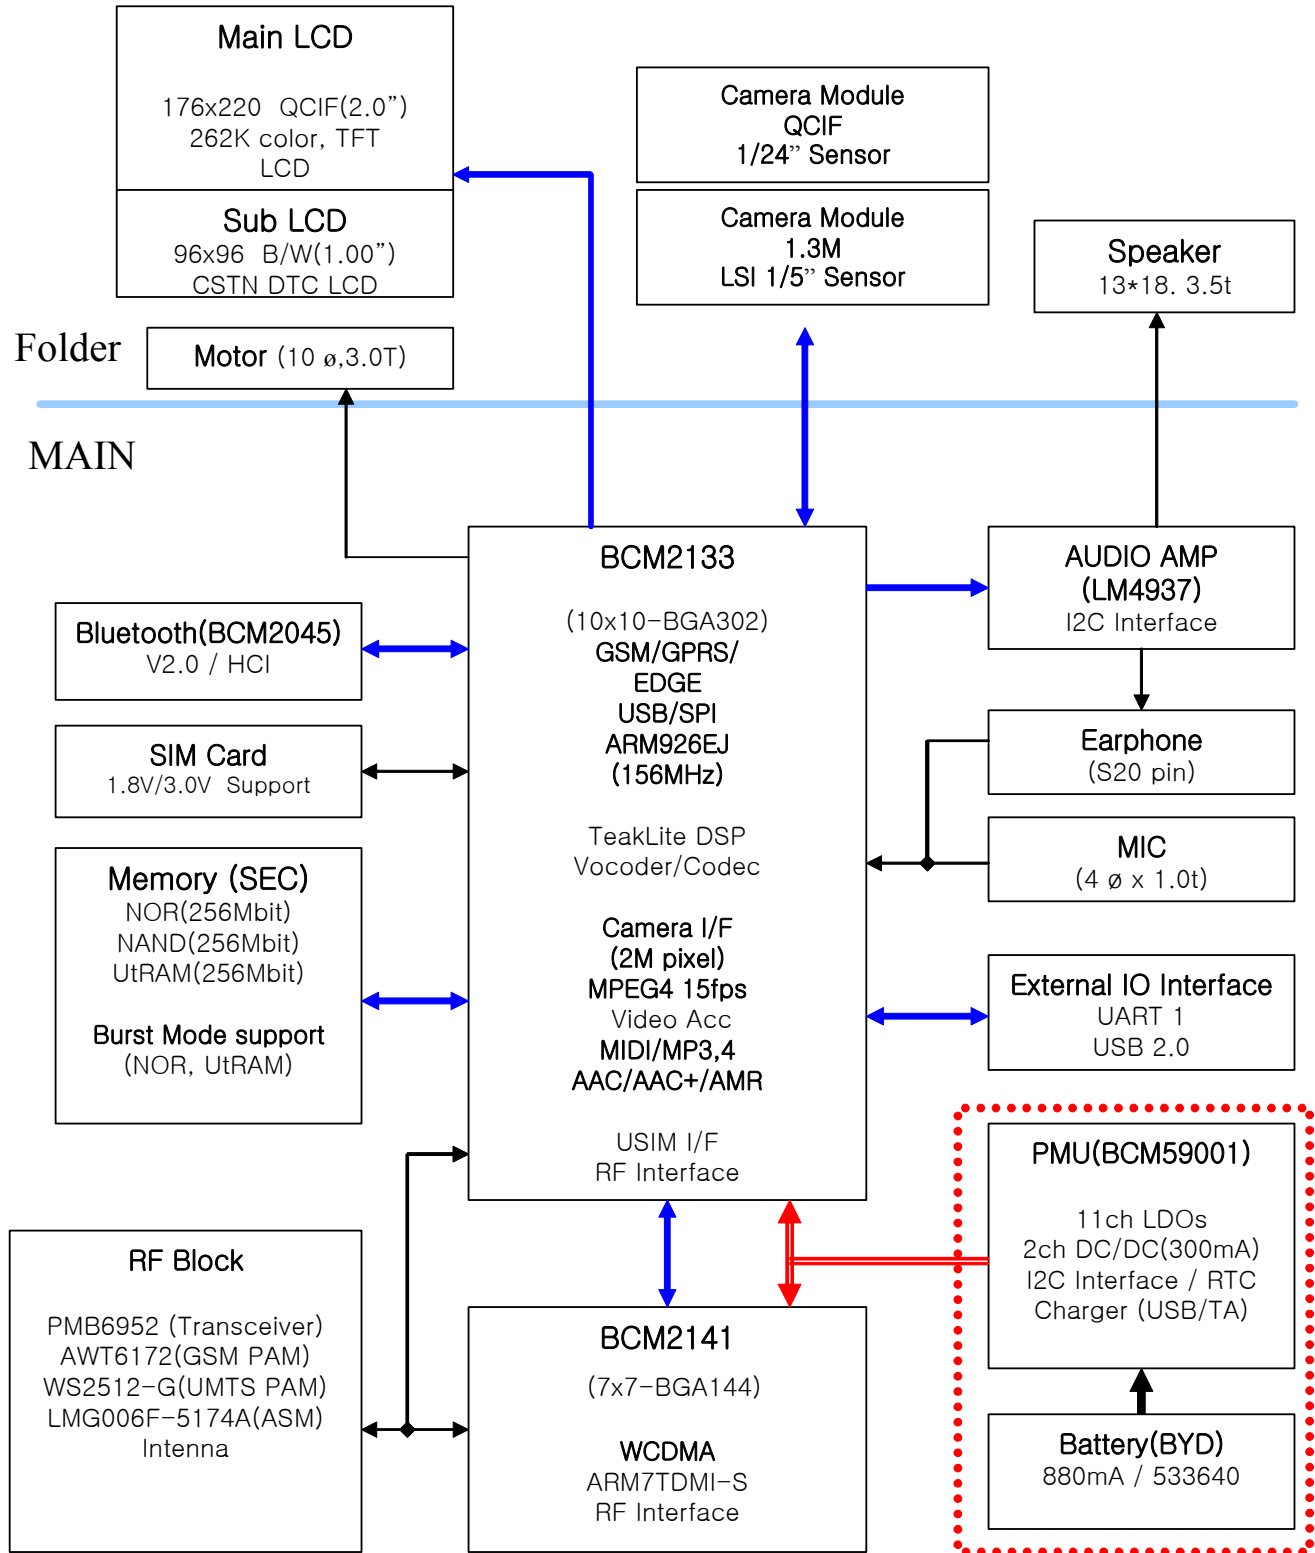 Main LCD
176x220 QCIF(2.0”)
262K color, TFT
LCD
Sub LCD
96x96 B/W(1.00”)
CSTN DTC LCD
Camera Module
QCIF
1/24” Sensor
Camera Module
1.3M
LSI 1/5” Sensor
Speaker
13*18. 3.5t
Folder
Motor (10 ø,3.0T)
MAIN
BCM2133
(10x10-BGA302)
GSM/GPRS/
EDGE
USB/SPI
ARM926EJ
(156MHz)
TeakLite DSP
Vocoder/Codec
Camera I/F
(2M pixel)
MPEG4 15fps
Video Acc
MIDI/MP3,4
AAC/AAC+/AMR
USIM I/F
RF Interface
AUDIO AMP
(LM4937)
I2C Interface
Bluetooth(BCM2045)
V2.0 / HCI
SIM Card
1.8V/3.0V Support
Earphone
(S20 pin)
MIC
(4 ø x 1.0t)
Memory (SEC)
NOR(256Mbit)
NAND(256Mbit)
UtRAM(256Mbit)
Burst Mode support
(NOR, UtRAM)
External IO Interface
UART 1
USB 2.0
PMU(BCM59001)
11ch LDOs
2ch DC/DC(300mA)
I2C Interface / RTC
Charger (USB/TA)
RF Block
PMB6952 (Transceiver)
AWT6172(GSM PAM)
WS2512-G(UMTS PAM)
LMG006F-5174A(ASM)
Intenna
BCM2141
(7x7-BGA144)
WCDMA
ARM7TDMI-S
RF Interface
Battery(BYD)
880mA / 533640